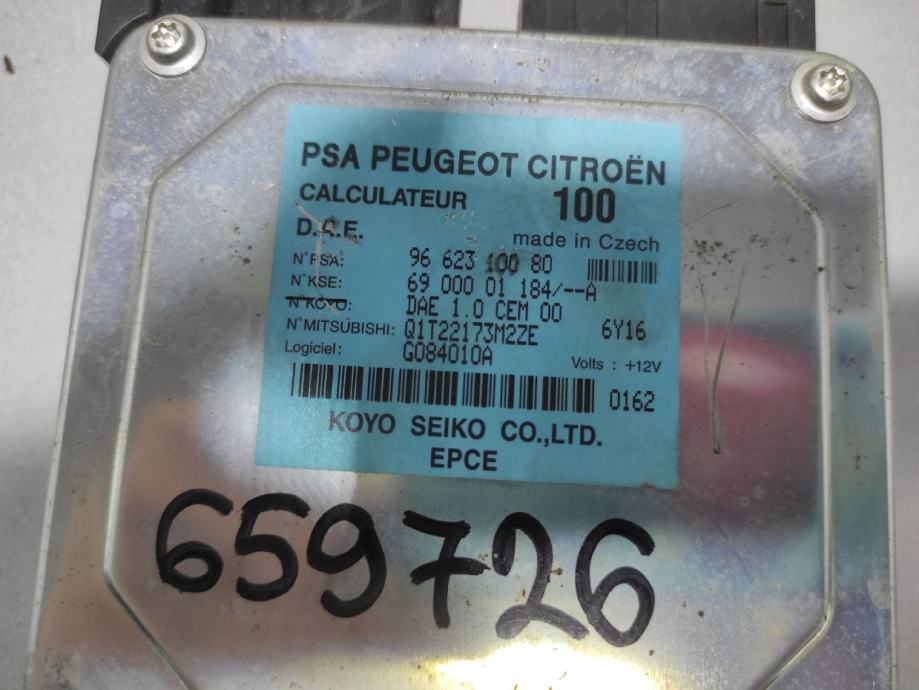 PSA PEUGEOT CITROËN
CALCULATEUR 100
D.A.E. made in Czech
N°PSA: 96 623 100 80
N°KSE: 69 000 01 184/--A
N°KOYO: DAE 1.0 CEM 00
N°MITSUBISHI: Q1T22173M2ZE 6Y16
Logiciel: G084010A Volts : +12V
0162
KOYO SEIKO CO.,LTD.
EPCE
659726